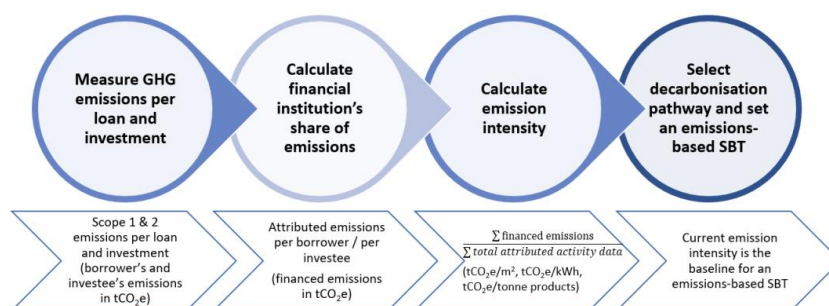 Measure GHG
emissions per
loan and
investment
Calculate
financial
institution's
share of
emissions
Calculate
emission
intensity
Select
decarbonisation
pathway and set
an emissions-
based SBT
Scope 1 & 2
emissions per loan
and investment
(borrower's and
investee's emissions
in tCO₂e)
Attributed emissions
per borrower / per
investee
(financed emissions
in tCO₂e)
∑ financed emissions
∑ total attributed activity data
(tCO₂e/m², tCO₂e/kWh,
tCO₂e/tonne products)
Current emission
intensity is the
baseline for an
emissions-based SBT